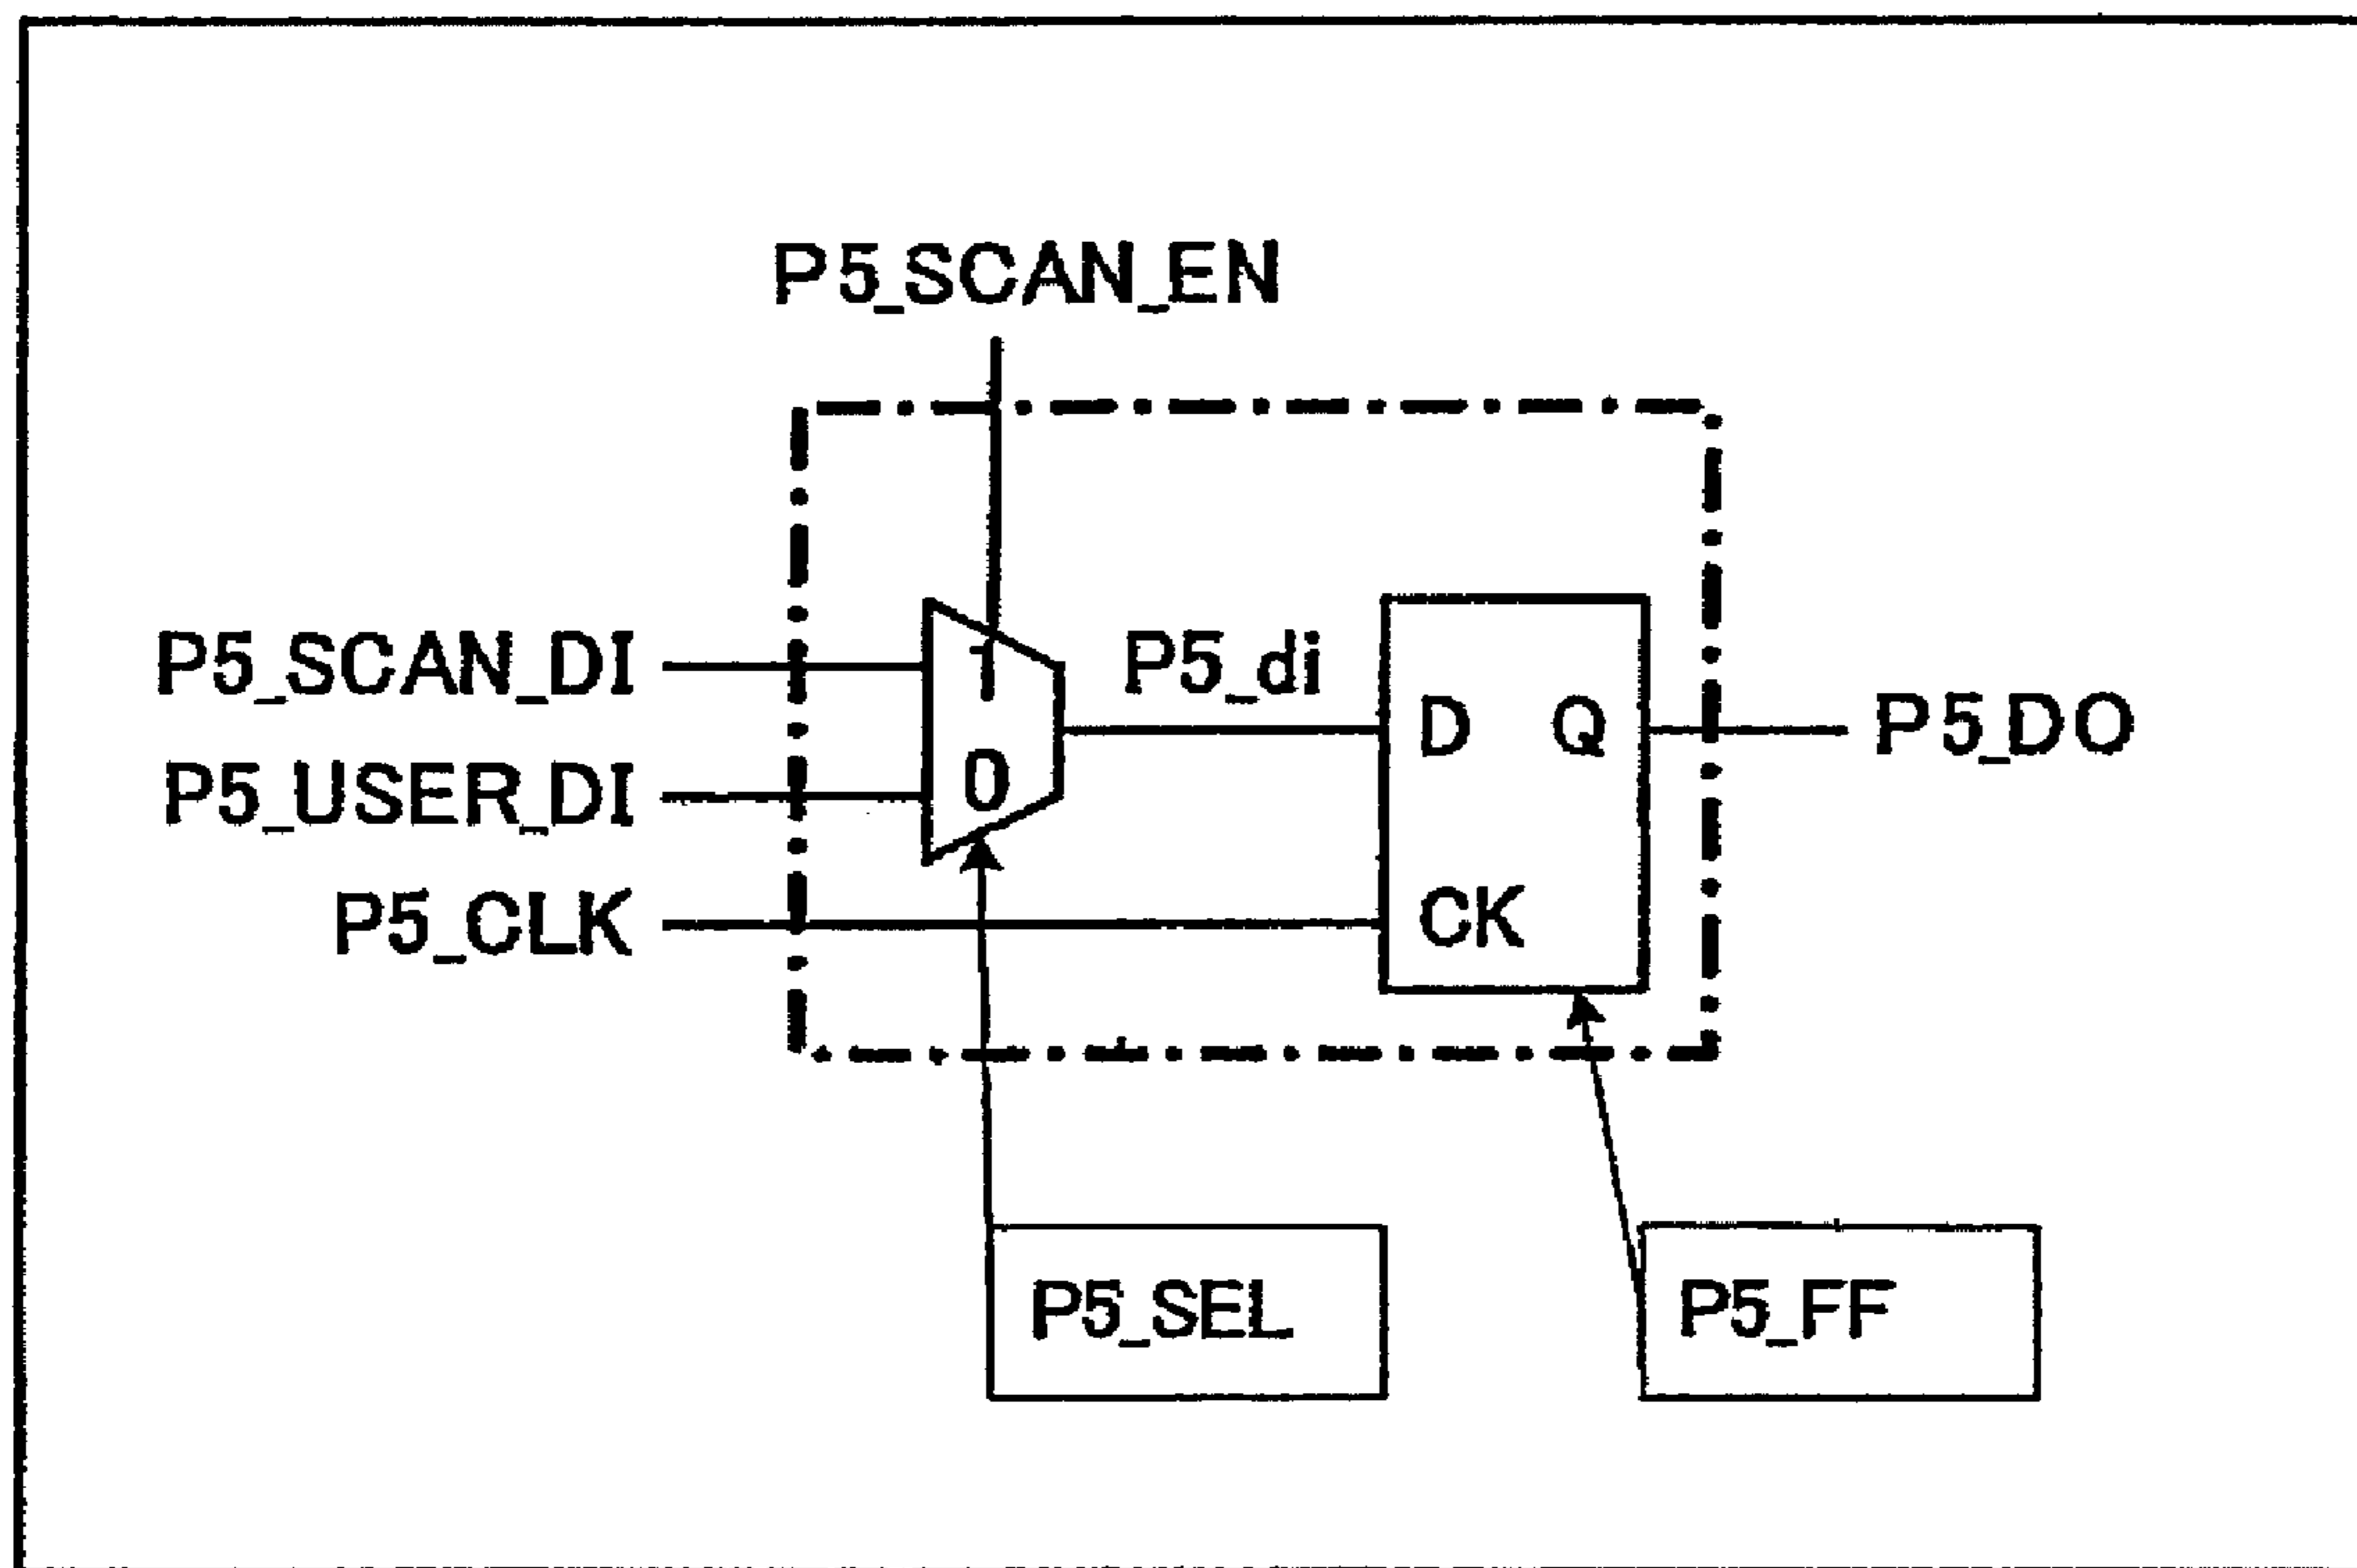 P5_SCAN_EN
P5_SCAN_DI
1
P5_di
D Q
P5_DO
P5_USER_DI
0
P5_CLK
CK
P5_SEL
P5_FF